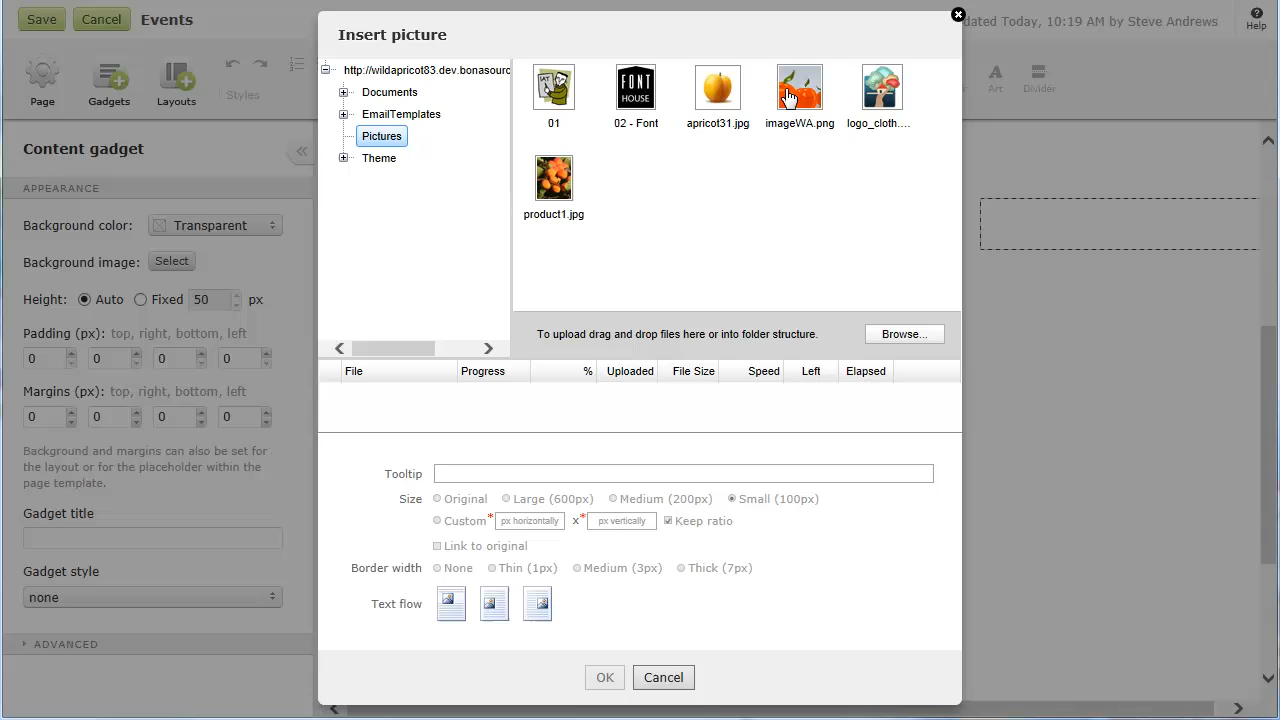 Save
Cancel
Events
dated Today, 10:19 AM by Steve Andrews
Help
Page
Gadgets
Layouts
Styles
Art
Divider
Insert picture
http://wildapricot83.dev.bonasourc
Documents
EmailTemplates
Pictures
Theme
FONT
HOUSE
01
02 - Font
apricot31.jpg
imageWA.png
logo_cloth....
product1.jpg
To upload drag and drop files here or into folder structure.
Browse...
File
Progress
%
Uploaded
File Size
Speed
Left
Elapsed
Tooltip
Size
Original
Large (600px)
Medium (200px)
Small (100px)
Custom*
px horizontally
x*
px vertically
Keep ratio
Link to original
Border width
None
Thin (1px)
Medium (3px)
Thick (7px)
Text flow
OK
Cancel
Content gadget
APPEARANCE
Background color:
Transparent
Background image:
Select
Height:
Auto
Fixed
50
px
Padding (px): top, right, bottom, left
0 0 0 0
Margins (px): top, right, bottom, left
0 0 0 0
Background and margins can also be set for
the layout or for the placeholder within the
page template.
Gadget title
Gadget style
none
ADVANCED